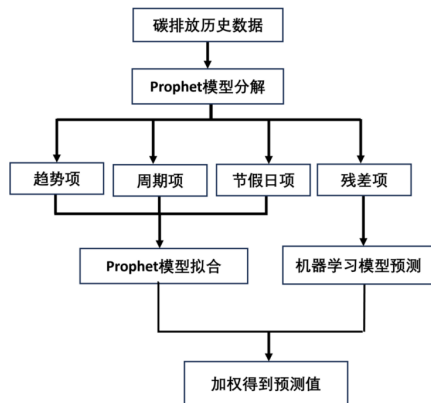 碳排放历史数据
Prophet模型分解
趋势项
周期项
节假日项
残差项
Prophet模型拟合
机器学习模型预测
加权得到预测值